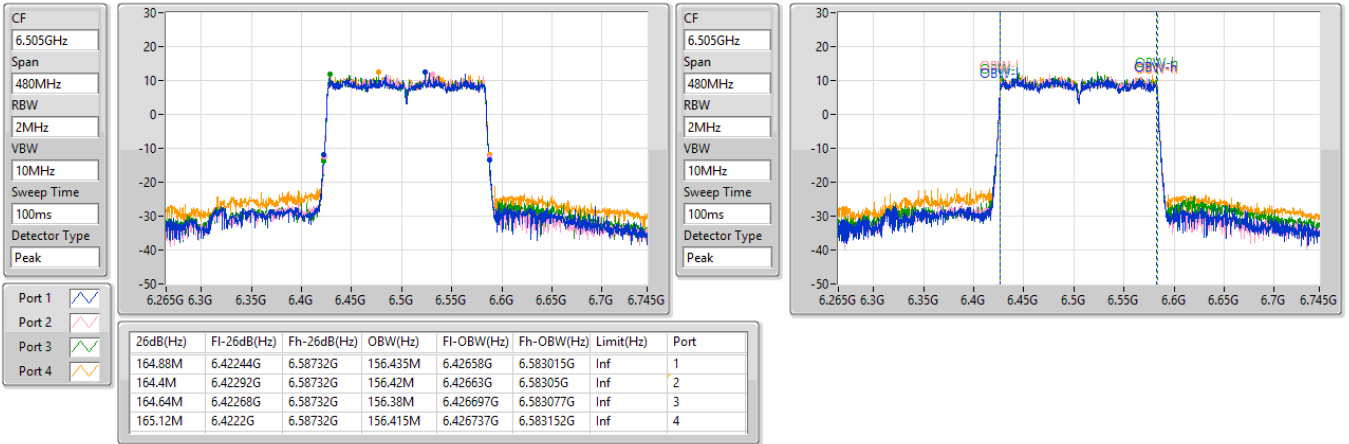 CF
6.505GHz
Span
480MHz
RBW
2MHz
VBW
10MHz
Sweep Time
100ms
Detector Type
Peak
30
20
10
0
-10
-20
-30
-40
-50
6.265G 6.3G 6.35G 6.4G 6.45G 6.5G 6.55G 6.6G 6.65G 6.7G 6.745G
CF
6.505GHz
Span
480MHz
RBW
2MHz
VBW
10MHz
Sweep Time
100ms
Detector Type
Peak
30
20
10
0
-10
-20
-30
-40
-50
6.265G 6.3G 6.35G 6.4G 6.45G 6.5G 6.55G 6.6G 6.65G 6.7G 6.745G
Port 1
Port 2
Port 3
Port 4
26dB(Hz) Fl-26dB(Hz) Fh-26dB(Hz) OBW(Hz) Fl-OBW(Hz) Fh-OBW(Hz) Limit(Hz) Port
164.88M 6.42244G 6.58732G 156.435M 6.42658G 6.583015G Inf 1
164.4M 6.42292G 6.58732G 156.42M 6.42663G 6.58305G Inf 2
164.64M 6.42268G 6.58732G 156.38M 6.426697G 6.583077G Inf 3
165.12M 6.4222G 6.58732G 156.415M 6.426737G 6.583152G Inf 4